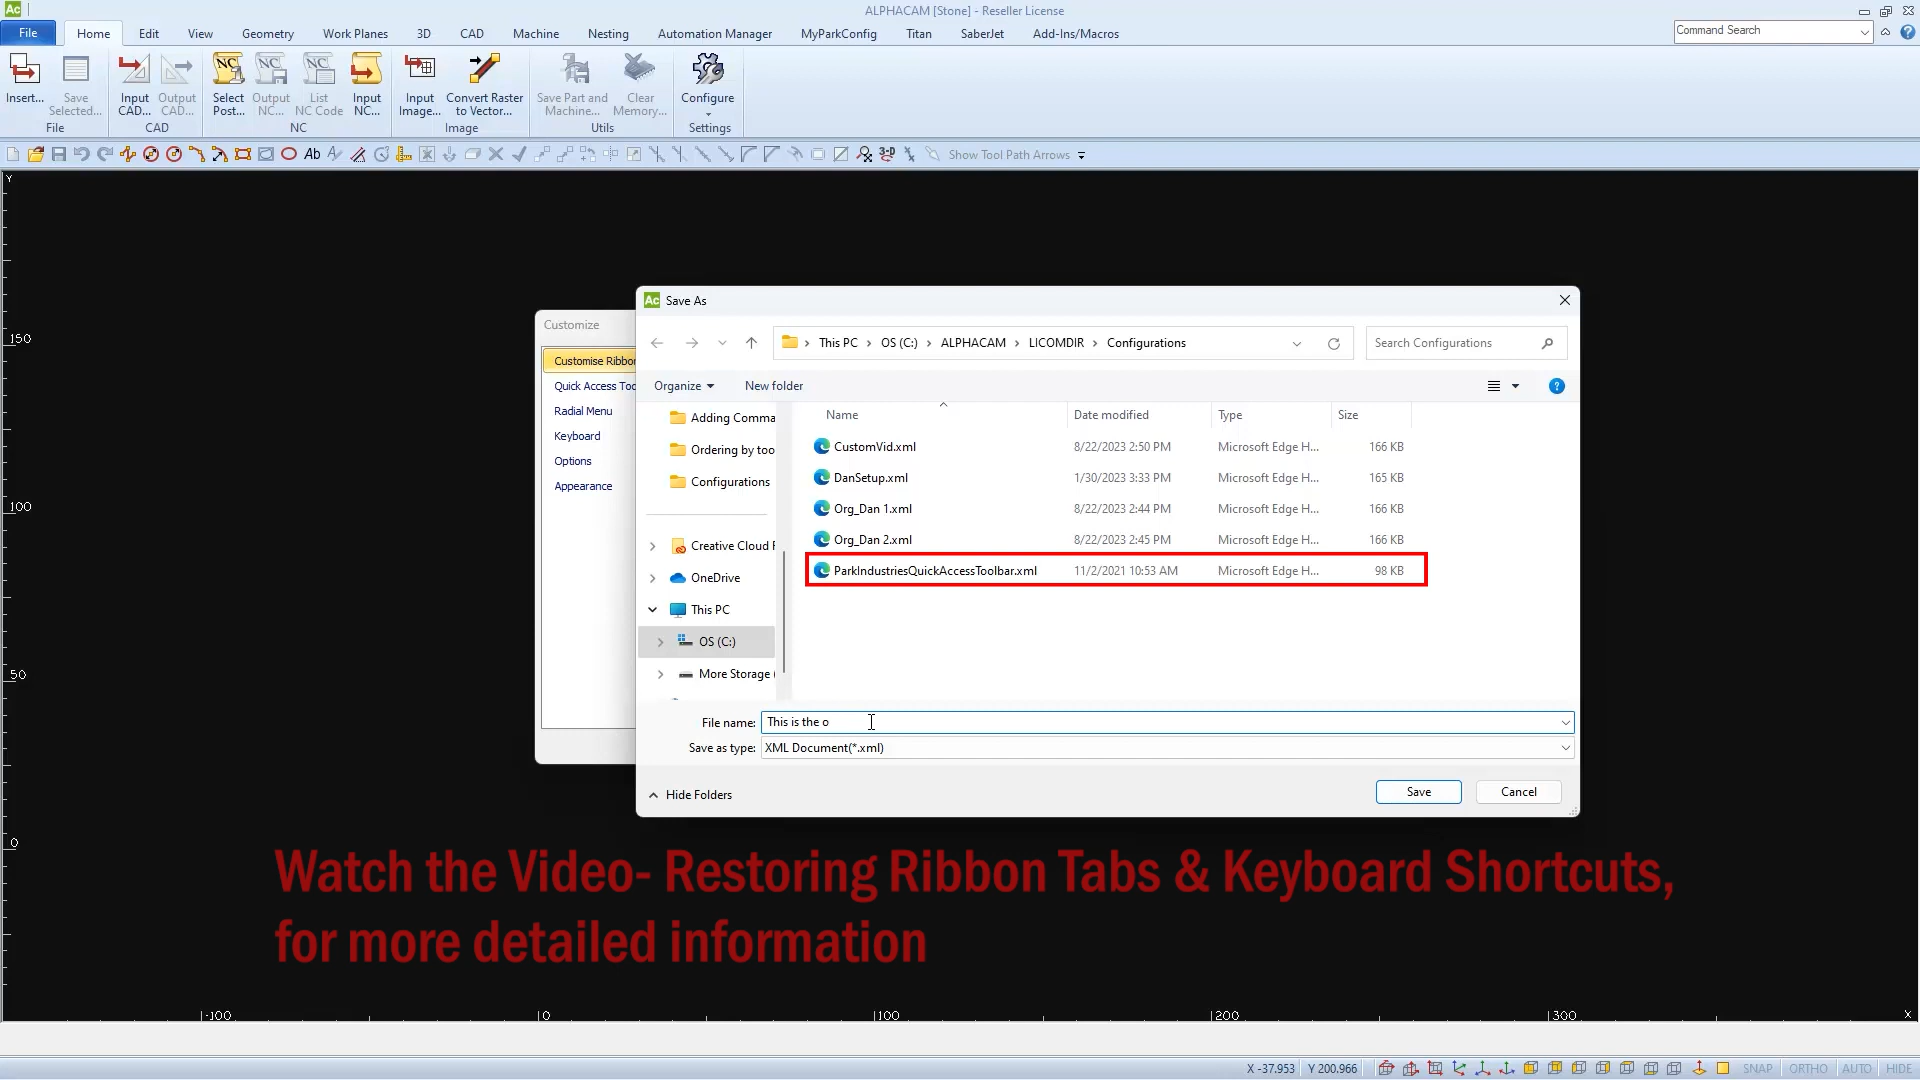 Ac
ALPHACAM [Stone] - Reseller License
File Home Edit View Geometry Work Planes 3D CAD Machine Nesting Automation Manager MyParkConfig Titan SaberJet Add-Ins/Macros Command Search
Insert... Save Selected... Input CAD... Output CAD... Select Post... Output NC... List NC Code Input NC... Input Image... Convert Raster to Vector... Save Part and Machine... Clear Memory... Configure
File CAD NC Image Utils Settings
Ab 3-D Show Tool Path Arrows
Y
150
100
50
0
Customize
Customise Ribbon
Quick Access Too
Radial Menu
Keyboard
Options
Appearance
Ac Save As
This PC > OS (C:) > ALPHACAM > LICOMDIR > Configurations
Search Configurations
Organize New folder
Adding Comma
Ordering by too
Configurations
Creative Cloud F
OneDrive
This PC
OS (C:)
More Storage (
Name Date modified Type Size
CustomVid.xml 8/22/2023 2:50 PM Microsoft Edge H... 166 KB
DanSetup.xml 1/30/2023 3:33 PM Microsoft Edge H... 165 KB
Org_Dan 1.xml 8/22/2023 2:44 PM Microsoft Edge H... 166 KB
Org_Dan 2.xml 8/22/2023 2:45 PM Microsoft Edge H... 166 KB
ParkIndustriesQuickAccessToolbar.xml 11/2/2021 10:53 AM Microsoft Edge H... 98 KB
File name: This is the o
Save as type: XML Document(*.xml)
Hide Folders Save Cancel
Watch the Video- Restoring Ribbon Tabs & Keyboard Shortcuts,
for more detailed information
-100 0 100 200 300 X
X -37.953 Y 200.966 SNAP ORTHO AUTO HIDE